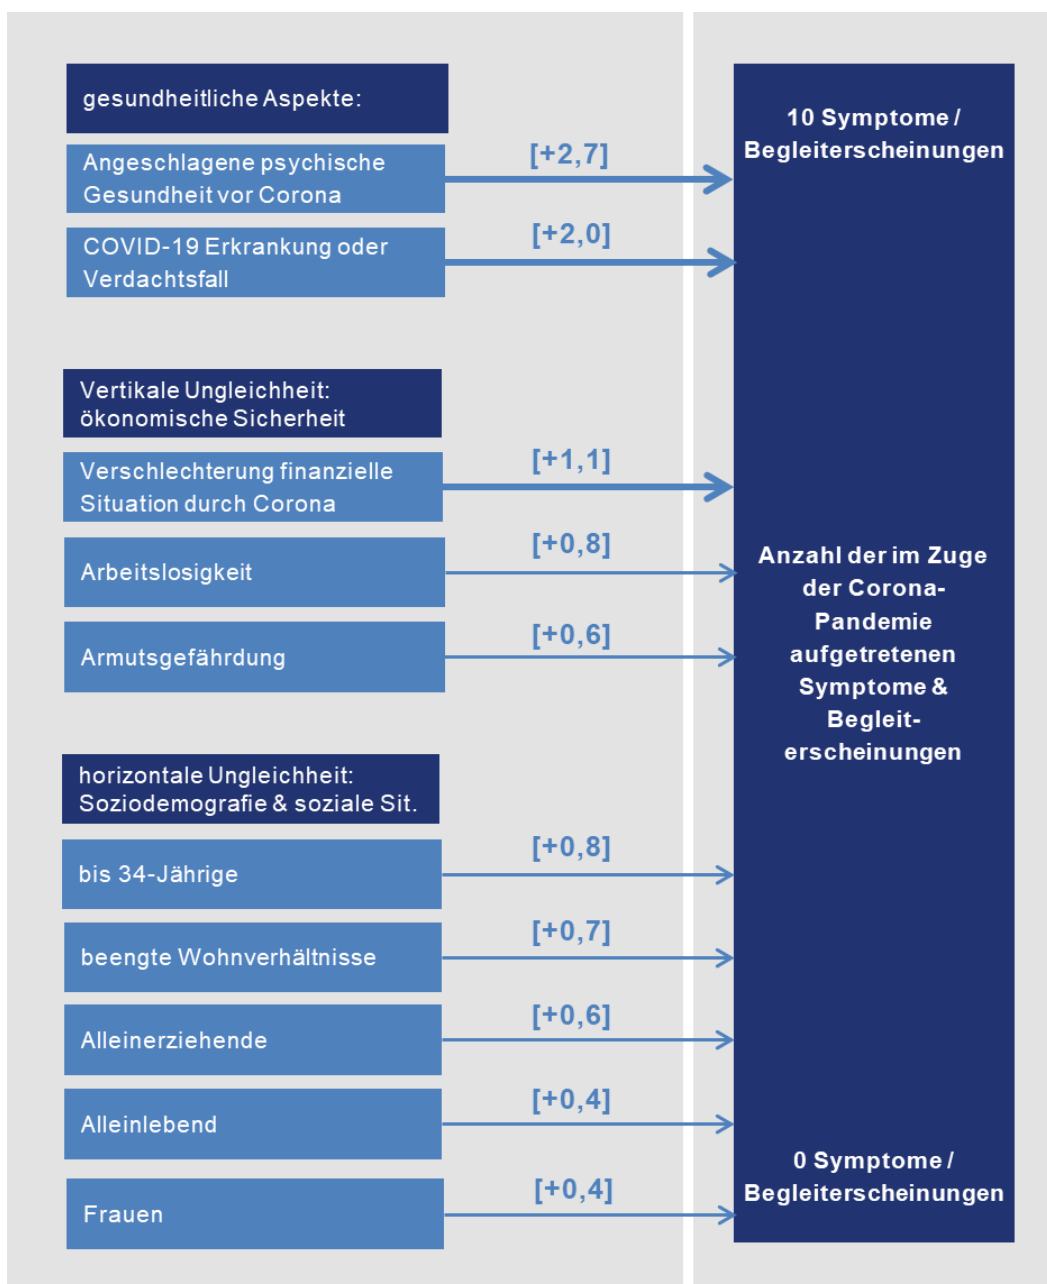 gesundheitliche Aspekte:
Angeschlagene psychische
Gesundheit vor Corona
[+2,7]
COVID-19 Erkrankung oder
Verdachtsfall
[+2,0]
Vertikale Ungleichheit:
ökonomische Sicherheit
Verschlechterung finanzielle
Situation durch Corona
[+1,1]
Arbeitslosigkeit
[+0,8]
Armutsgefährdung
[+0,6]
horizontale Ungleichheit:
Soziodemografie & soziale Sit.
bis 34-Jährige
[+0,8]
beengte Wohnverhältnisse
[+0,7]
Alleinerziehende
[+0,6]
Alleinlebend
[+0,4]
Frauen
[+0,4]
10 Symptome /
Begleiterscheinungen
Anzahl der im Zuge
der Corona-
Pandemie
aufgetretenen
Symptome &
Begleit-
erscheinungen
0 Symptome /
Begleiterscheinungen